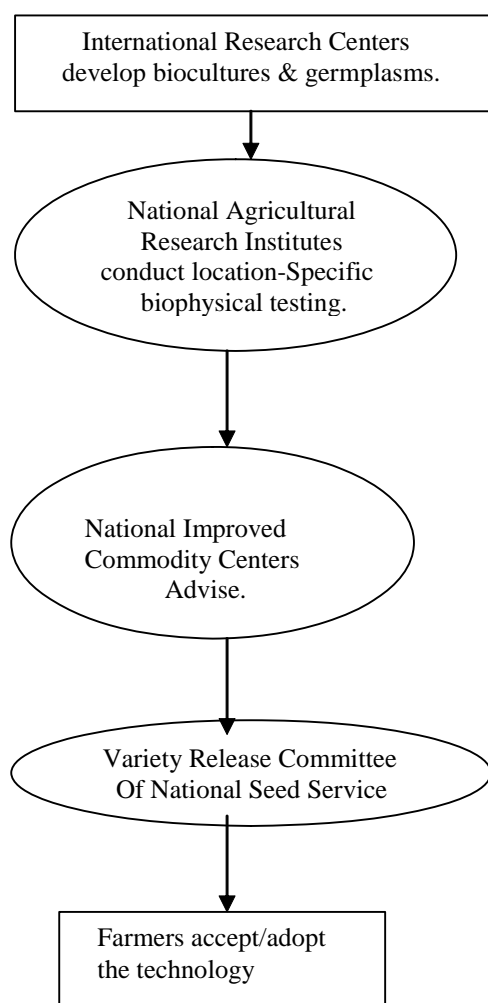 International Research Centers
develop biocultures & germplasms.
National Agricultural
Research Institutes
conduct location-Specific
biophysical testing.
National Improved
Commodity Centers
Advise.
Variety Release Committee
Of National Seed Service
Farmers accept/adopt
the technology